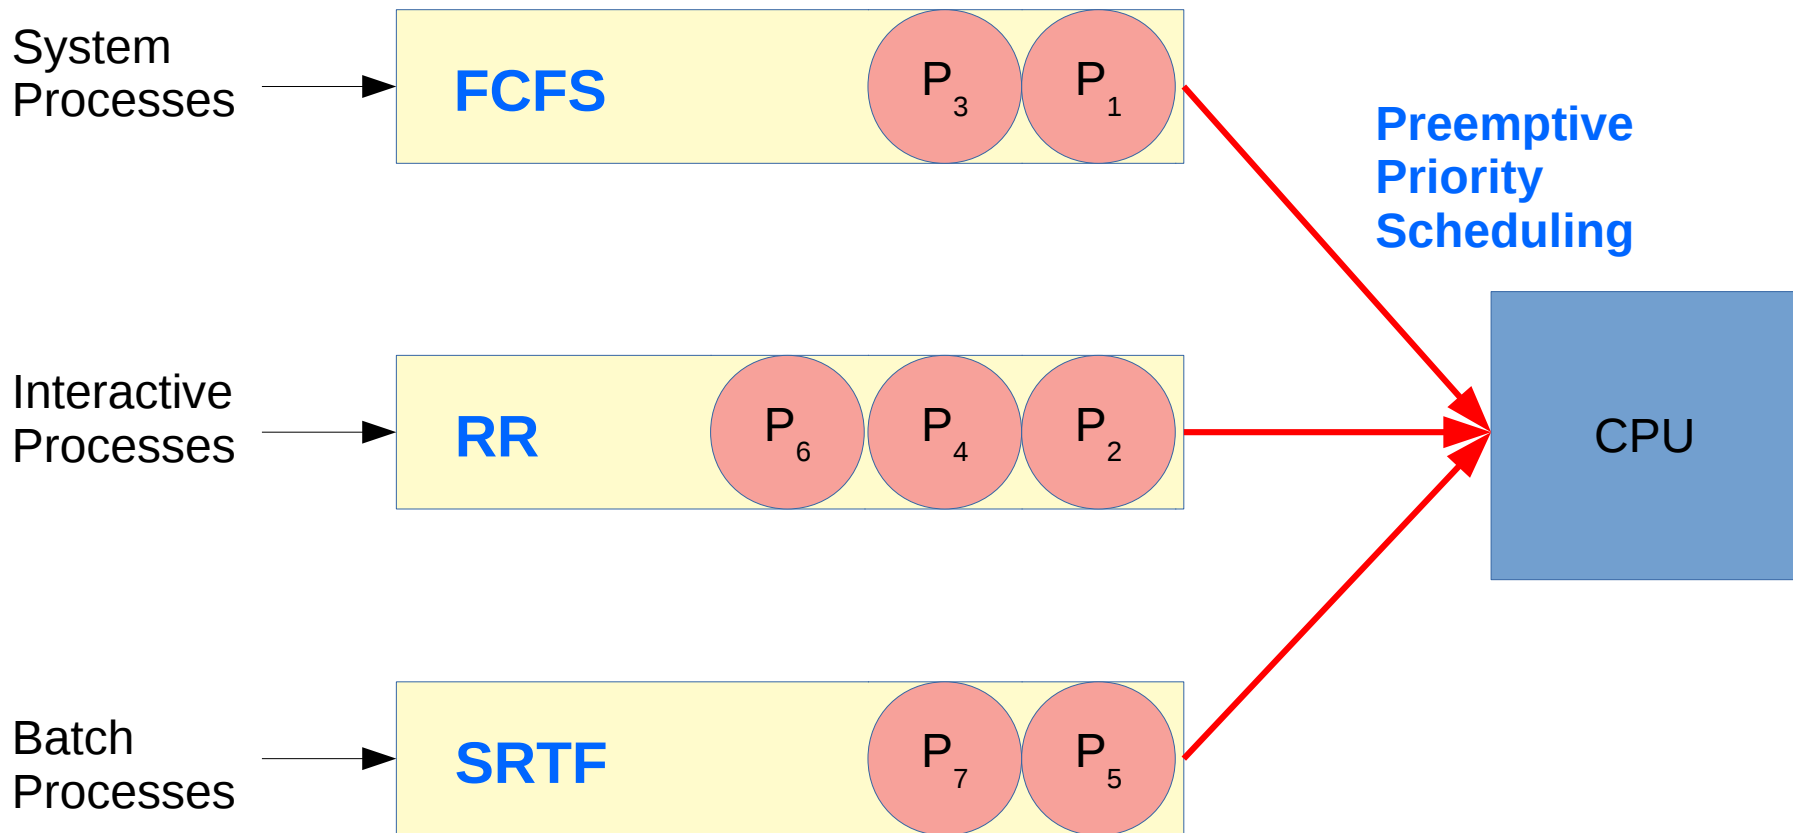 System
Processes
FCFS
P3
P1
Preemptive
Priority
Scheduling
Interactive
Processes
RR
P6
P4
P2
CPU
Batch
Processes
SRTF
P7
P5